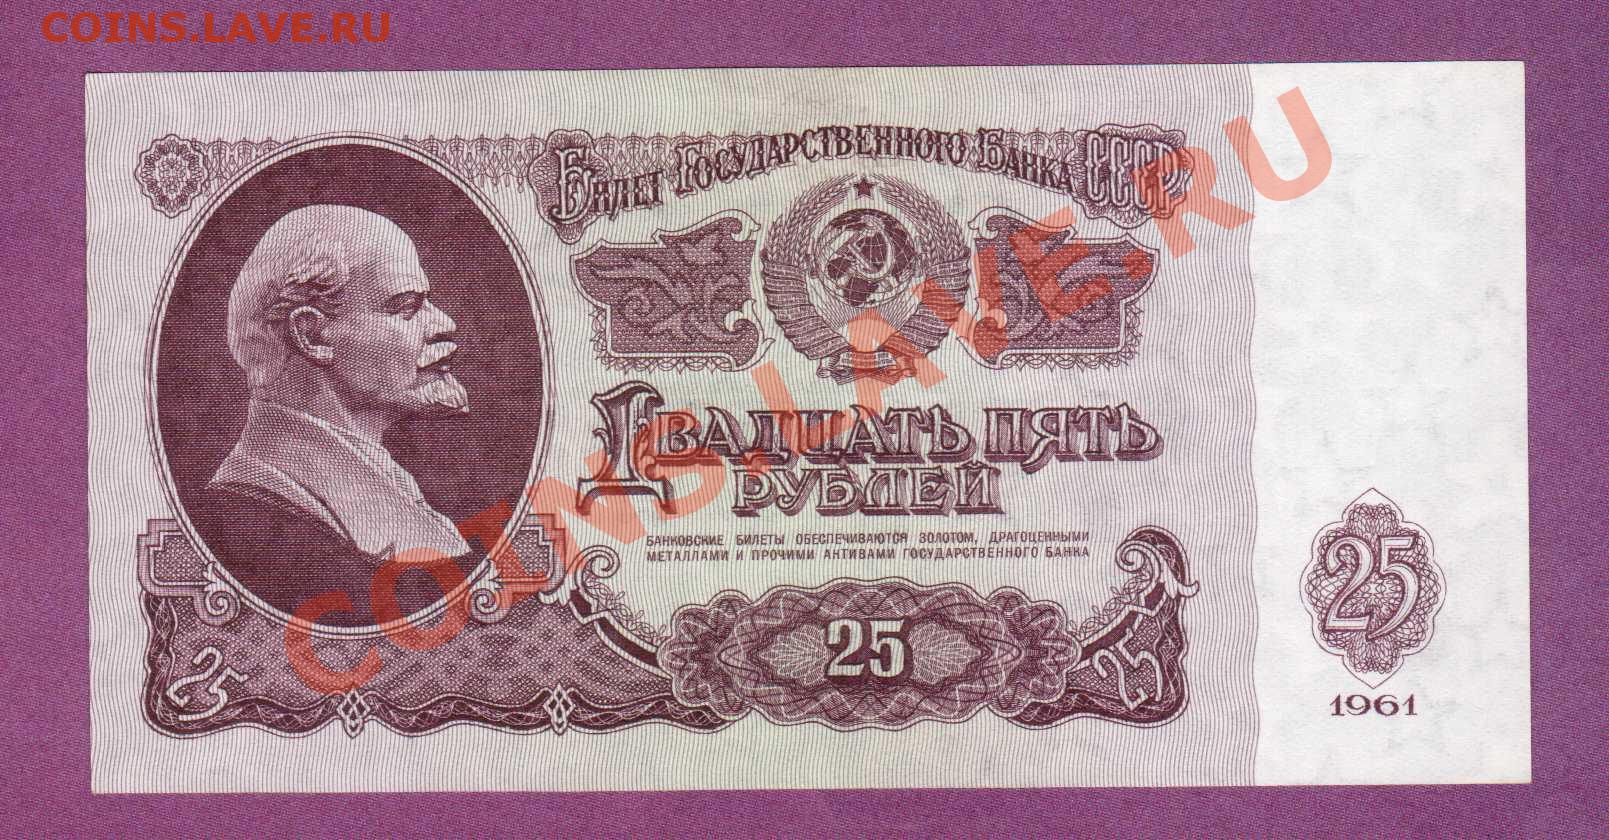 COINS.LAVE.RU
Билет Государственного Банка СССР
Двадцать пять
рублей
БАНКОВСКИЕ БИЛЕТЫ ОБЕСПЕЧИВАЮТСЯ ЗОЛОТОМ, ДРАГОЦЕННЫМИ
МЕТАЛЛАМИ И ПРОЧИМИ АКТИВАМИ ГОСУДАРСТВЕННОГО БАНКА
25
25
25
25
1961
COINS.LAVE.RU